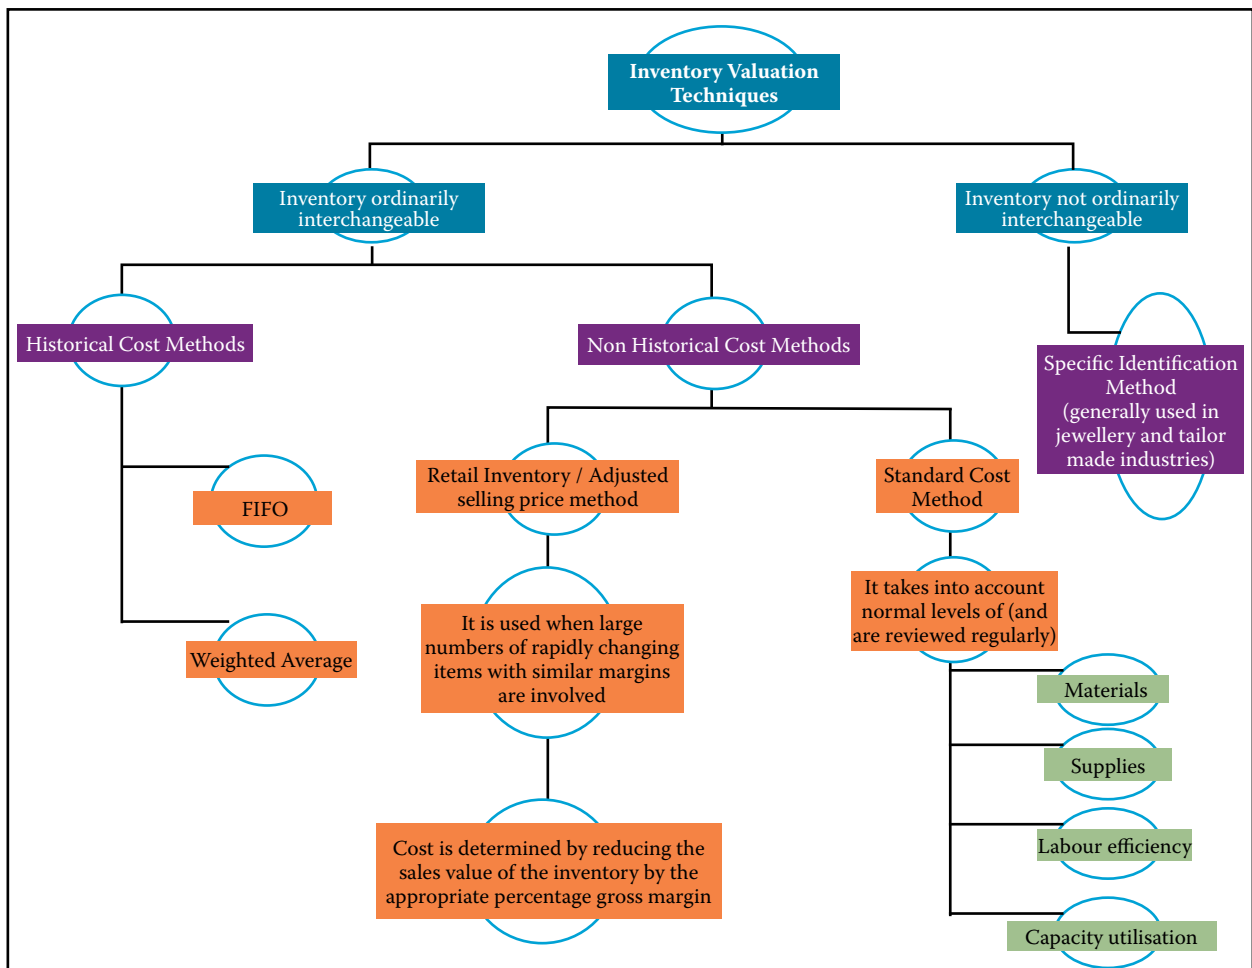 Inventory Valuation
Techniques
Inventory ordinarily
interchangeable
Inventory not ordinarily
interchangeable
Historical Cost Methods
Non Historical Cost Methods
Specific Identification
Method
(generally used in
jewellery and tailor
made industries)
FIFO
Weighted Average
Retail Inventory / Adjusted
selling price method
It is used when large
numbers of rapidly changing
items with similar margins
are involved
Cost is determined by reducing the
sales value of the inventory by the
appropriate percentage gross margin
Standard Cost
Method
It takes into account
normal levels of (and
are reviewed regularly)
Materials
Supplies
Labour efficiency
Capacity utilisation